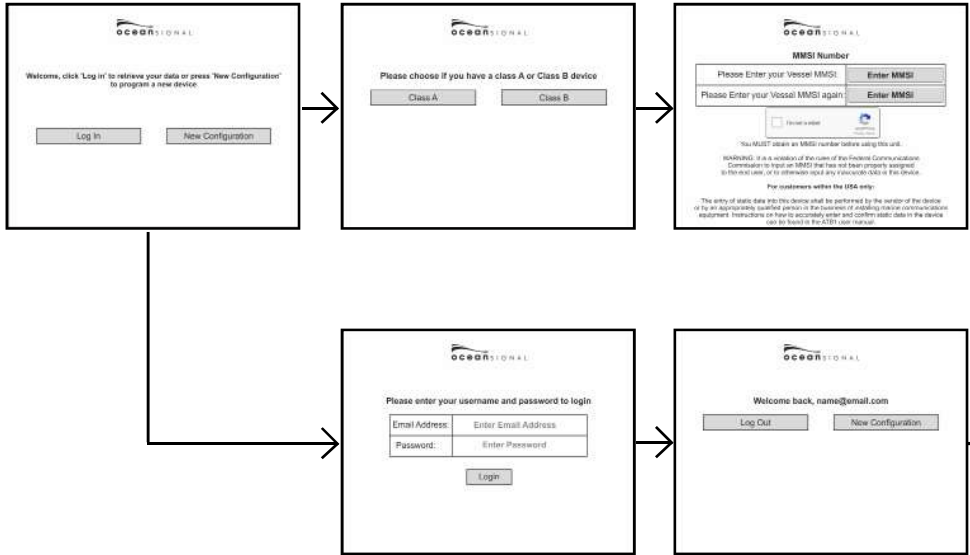 oceansignal
Welcome, click 'Log in' to retrieve your data or press 'New Configuration'
to program a new device
Log In
New Configuration
oceansignal
Please choose if you have a class A or Class B device
Class A
Class B
oceansignal
MMSI Number
Please Enter your Vessel MMSI:
Enter MMSI
Please Enter your Vessel MMSI again:
Enter MMSI
I'm not a robot
You MUST obtain an MMSI number before using this unit.
WARNING: It is a violation of the rules of the Federal Communications
Commission to input an MMSI that has not been properly assigned
to the end user, or to otherwise input any inaccurate data in this device.
For customers within the USA only:
The entry of static data into this device shall be performed by the vendor of the device
or by an appropriately qualified person in the business of installing marine communications
equipment. Instructions on how to accurately enter and confirm static data in the device
can be found in the ATB1 user manual.
oceansignal
Please enter your username and password to login
Email Address:
Enter Email Address
Password:
Enter Password
Login
oceansignal
Welcome back, name@email.com
Log Out
New Configuration